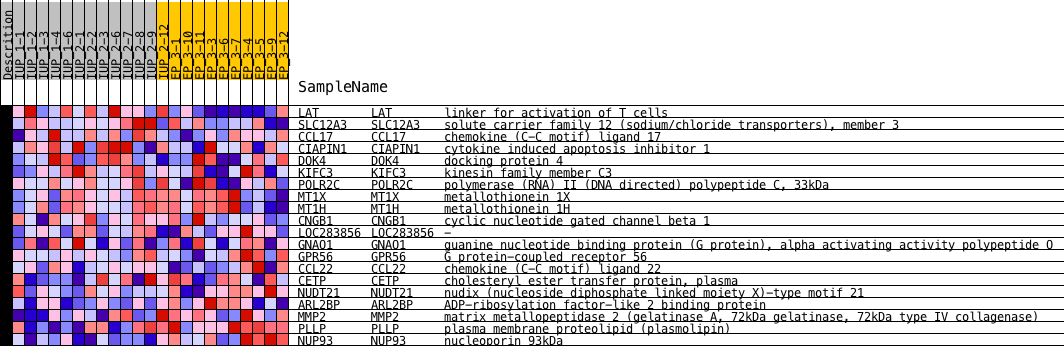 Descrition
IUP_1-1
IUP_1-2
IUP_1-3
IUP_1-4
IUP_1-6
IUP_2-1
IUP_2-2
IUP_2-3
IUP_2-6
IUP_2-7
IUP_2-8
IUP_2-9
IUP_2-12
EP_3-1
EP_3-10
EP_3-11
EP_3-3
EP_3-6
EP_3-7
EP_3-4
EP_3-5
EP_3-9
EP_3-12
SampleName
LAT LAT linker for activation of T cells
SLC12A3 SLC12A3 solute carrier family 12 (sodium/chloride transporters), member 3
CCL17 CCL17 chemokine (C-C motif) ligand 17
CIAPIN1 CIAPIN1 cytokine induced apoptosis inhibitor 1
DOK4 DOK4 docking protein 4
KIFC3 KIFC3 kinesin family member C3
POLR2C POLR2C polymerase (RNA) II (DNA directed) polypeptide C, 33kDa
MT1X MT1X metallothionein 1X
MT1H MT1H metallothionein 1H
CNGB1 CNGB1 cyclic nucleotide gated channel beta 1
LOC283856 LOC283856 -
GNAO1 GNAO1 guanine nucleotide binding protein (G protein), alpha activating activity polypeptide O
GPR56 GPR56 G protein-coupled receptor 56
CCL22 CCL22 chemokine (C-C motif) ligand 22
CETP CETP cholesteryl ester transfer protein, plasma
NUDT21 NUDT21 nudix (nucleoside diphosphate linked moiety X)-type motif 21
ARL2BP ARL2BP ADP-ribosylation factor-like 2 binding protein
MMP2 MMP2 matrix metallopeptidase 2 (gelatinase A, 72kDa gelatinase, 72kDa type IV collagenase)
PLLP PLLP plasma membrane proteolipid (plasmolipin)
NUP93 NUP93 nucleoporin 93kDa